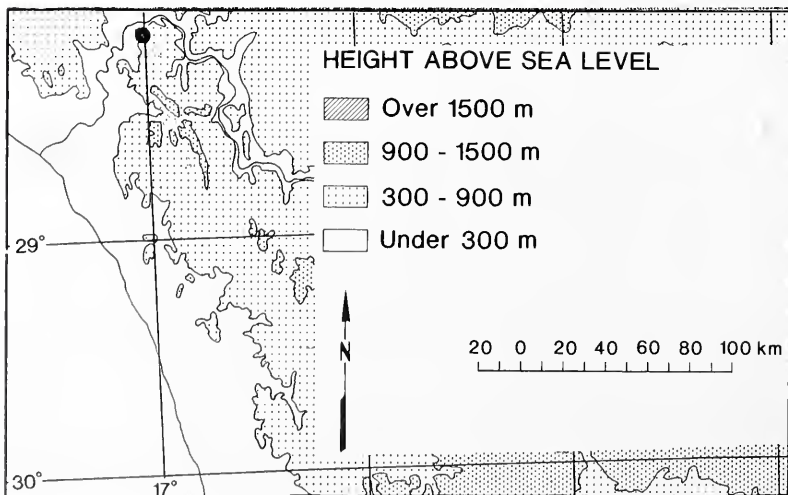 HEIGHT ABOVE SEA LEVEL
Over 1500 m
900 - 1500 m
300 - 900 m
Under 300 m
29°
N
20 0 20 40 60 80 100 km
30°
17°